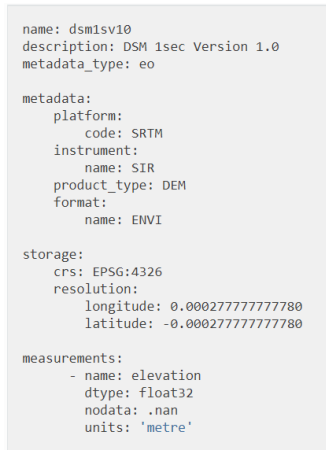 name: dsm1sv10
description: DSM 1sec Version 1.0
metadata_type: eo

metadata:
    platform:
        code: SRTM
    instrument:
        name: SIR
    product_type: DEM
    format:
        name: ENVI

storage:
    crs: EPSG:4326
    resolution:
        longitude: 0.000277777777780
        latitude: -0.000277777777780

measurements:
      - name: elevation
        dtype: float32
        nodata: .nan
        units: 'metre'